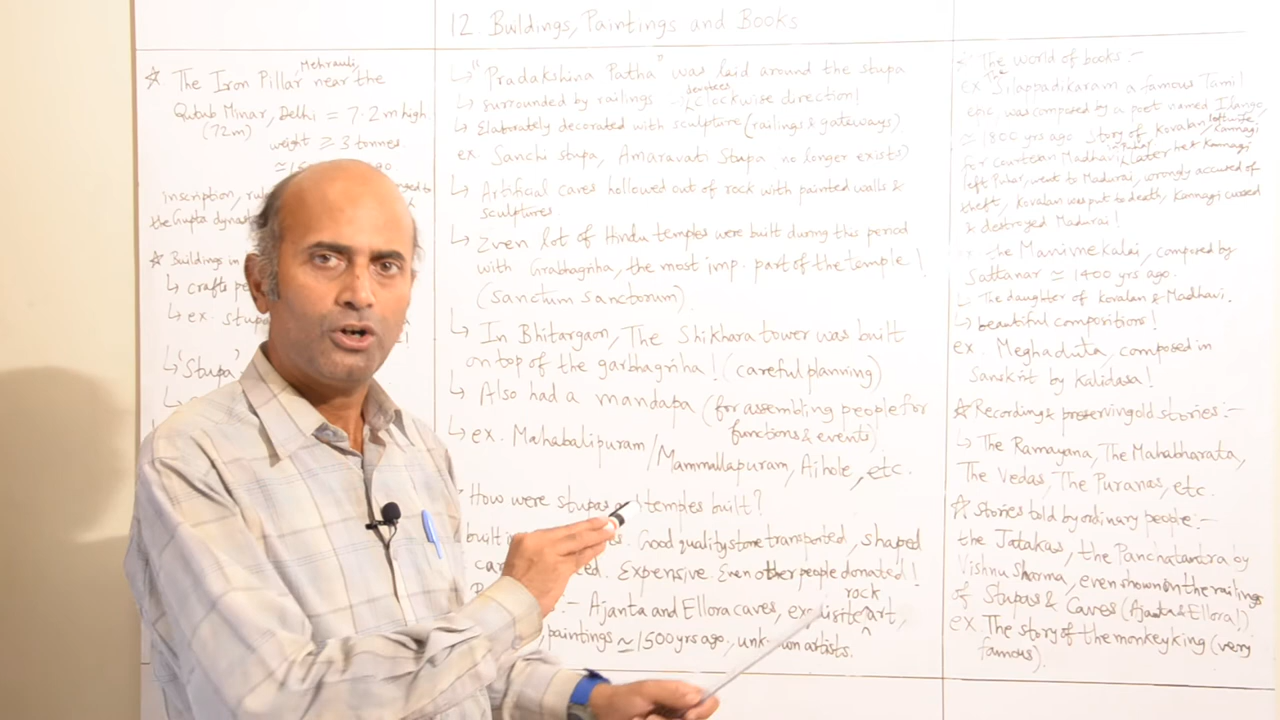 12. Buildings, Paintings and Books
☆ The Iron Pillar near the
Mehrauli,
Qutub Minar, Delhi = 7.2 m high
(72m)
weight ≥ 3 tonnes.
inscription,
the Gupta
☆ Buildings in
↳ crafts
↳ ex.
↳ "Stupa"
↳ "Pradakshina Patha" was laid around the stupa
↳ surrounded by railings → Clockwise direction!
↳ Elaborately decorated with sculpture (railings & gateways)
ex. Sanchi stupa, Amaravati Stupa (no longer exists)
↳ Artificial caves hollowed out of rock with painted walls &
sculptures
↳ Even lot of Hindu temples were built during this period
with Grabhagriha, the most imp. part of the temple!
(sanctum sanctorum)
↳ In Bhitargaon, The Shikhara tower was built
on top of the garbhagriha! (careful planning)
↳ Also had a mandapa (for assembling people for
functions & events)
↳ ex. Mahabalipuram/Mammallapuram, Aihole, etc.
How were stupas temples built?
built Good quality stone transported, shaped
Expensive. Even other people donated!
:- Ajanta and Ellora caves, exquisite rock art,
paintings ≃ 1500 yrs ago, unknown artists.
The world of books :-
ex The Silappadikaram a famous Tamil
epic, was composed by a poet named Ilango,
≃ 1800 yrs ago. Story of Kovalan left wife, Kannagi
for courtesan Madhavi, Later he & Kannagi
left Puhar, went to Madurai, wrongly accused of
theft, Kovalan was put to death, Kannagi cursed
& destroyed Madurai!
the Manimekalai, composed by
Sattanar ≃ 1400 yrs ago.
↳ The daughter of Kovalan & Madhavi.
↳ beautiful compositions!
ex. Meghaduta, composed in
Sanskrit by Kalidasa!
☆ Recording & preserving old stories :-
↳ The Ramayana, The Mahabharata,
The Vedas, The Puranas, etc.
☆ Stories told by ordinary people :-
the Jatakas, the Panchatantra by
Vishnu Sharma, even shown on the railings
of Stupas & Caves (Ajanta & Ellora!)
ex. The story of the monkey king (very
famous).